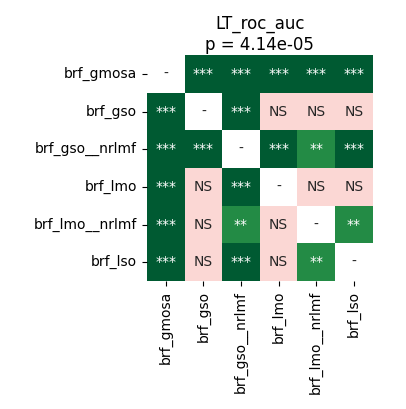 LT_roc_auc
p = 4.14e-05
brf_gmosa - *** *** *** *** ***
brf_gso *** - *** NS NS NS
brf_gso__nrlmf *** *** - *** ** ***
brf_lmo *** NS *** - NS NS
brf_lmo__nrlmf *** NS ** NS - **
brf_lso *** NS *** NS ** -
brf_gmosa
brf_gso
brf_gso__nrlmf
brf_lmo
brf_lmo__nrlmf
brf_lso